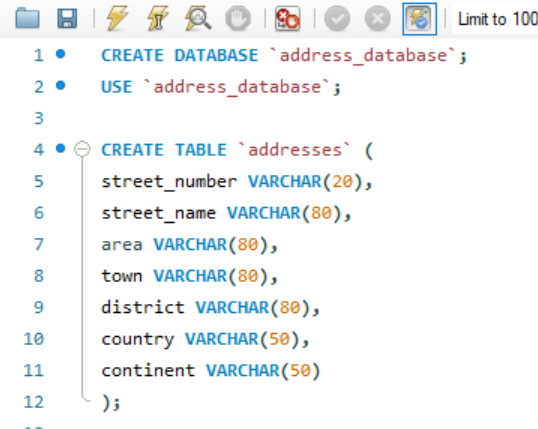 Limit to 100
1 CREATE DATABASE `address_database`;
2 USE `address_database`;
3
4 CREATE TABLE `addresses` (
5 street_number VARCHAR(20),
6 street_name VARCHAR(80),
7 area VARCHAR(80),
8 town VARCHAR(80),
9 district VARCHAR(80),
10 country VARCHAR(50),
11 continent VARCHAR(50)
12 );